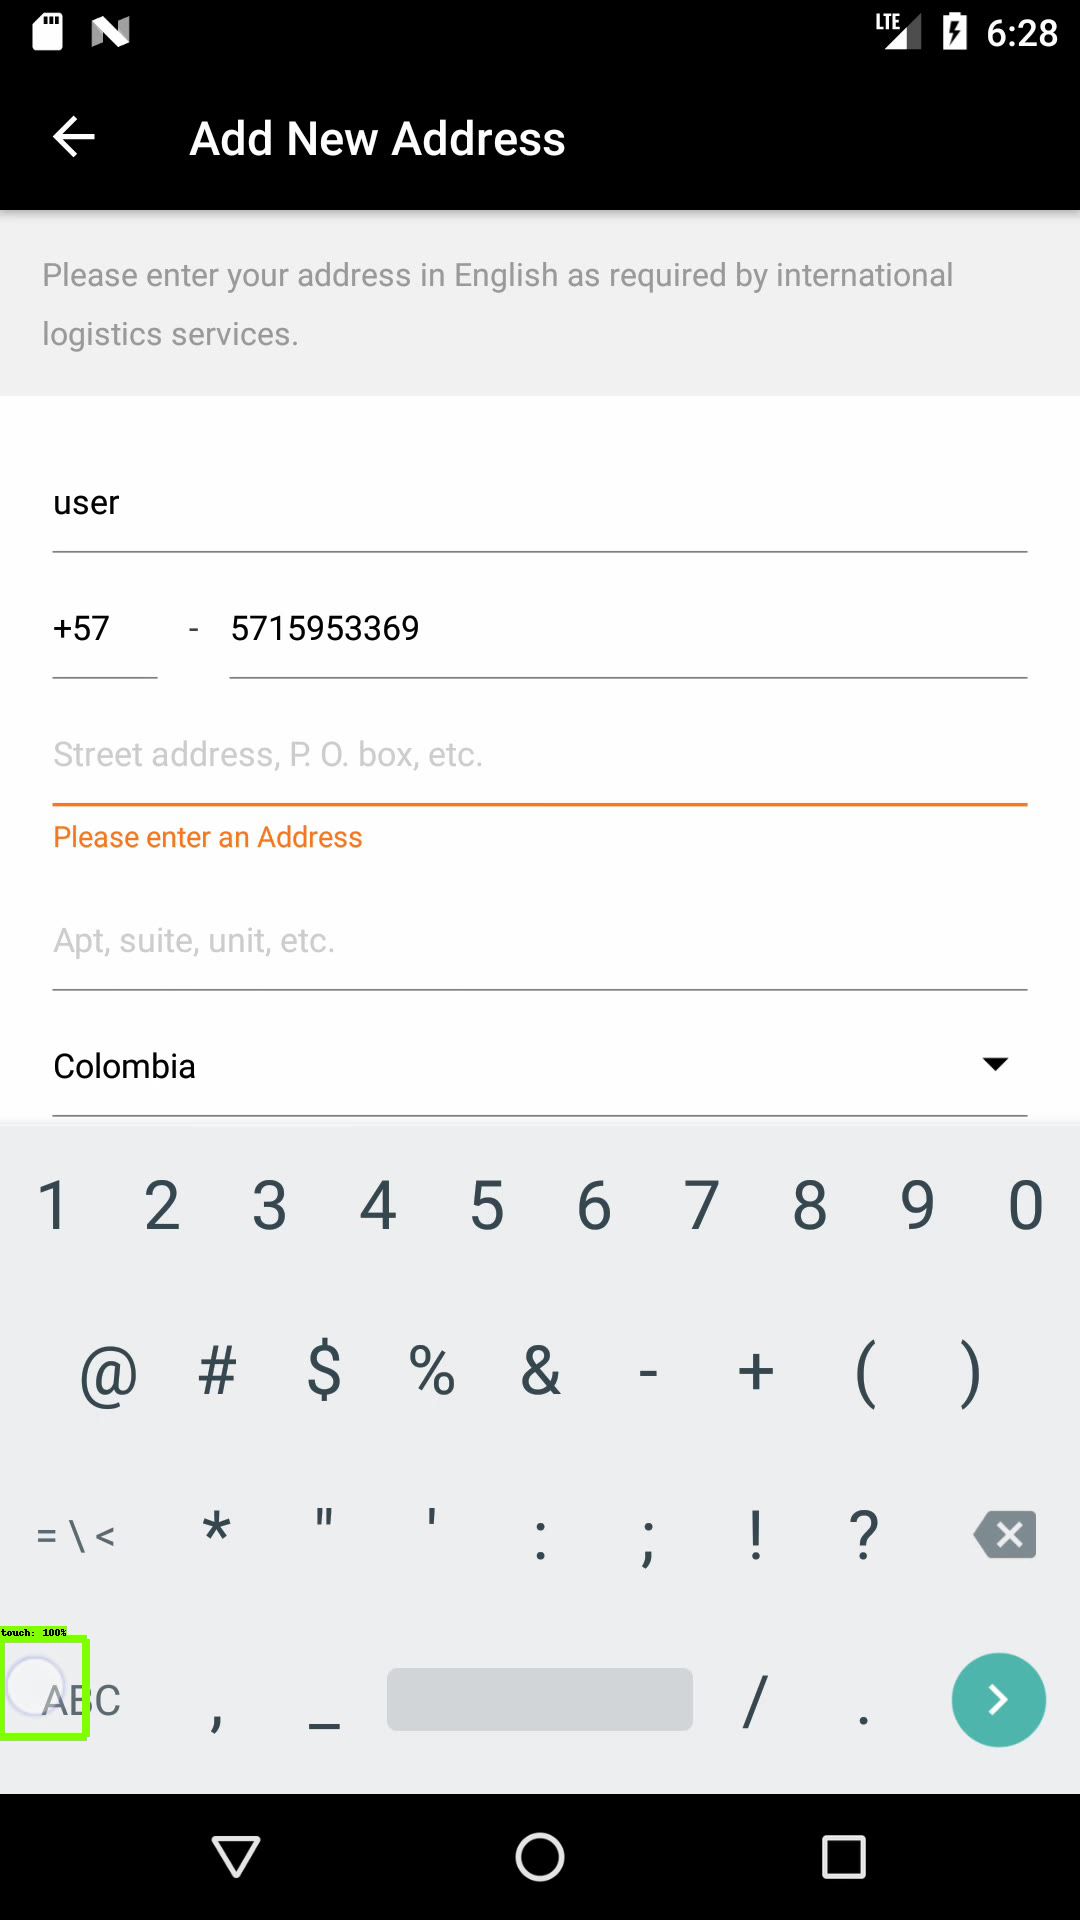 LTE 6:28
Add New Address
Please enter your address in English as required by international
logistics services.
user
+57 - 5715953369
Street address, P. O. box, etc.
Please enter an Address
Apt, suite, unit, etc.
Colombia
1 2 3 4 5 6 7 8 9 0
@ # $ % & - + ( )
= \ < * " ' : ; ! ?
touch: 100%
ABC , _ / .